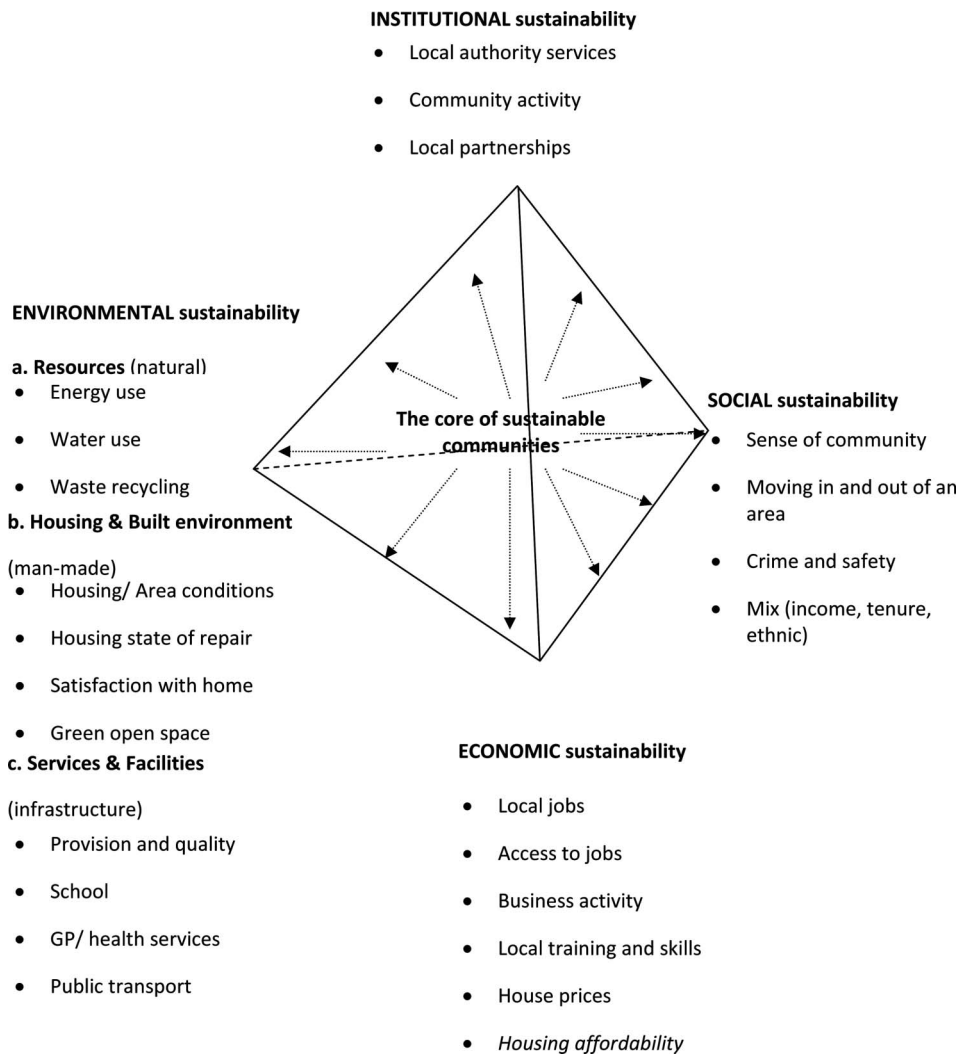 INSTITUTIONAL sustainability
• Local authority services
• Community activity
• Local partnerships
ENVIRONMENTAL sustainability
a. Resources (natural)
• Energy use
• Water use
• Waste recycling
b. Housing & Built environment
(man-made)
• Housing/ Area conditions
• Housing state of repair
• Satisfaction with home
• Green open space
c. Services & Facilities
(infrastructure)
• Provision and quality
• School
• GP/ health services
• Public transport
The core of sustainable
communities
SOCIAL sustainability
• Sense of community
• Moving in and out of an
area
• Crime and safety
• Mix (income, tenure,
ethnic)
ECONOMIC sustainability
• Local jobs
• Access to jobs
• Business activity
• Local training and skills
• House prices
• Housing affordability